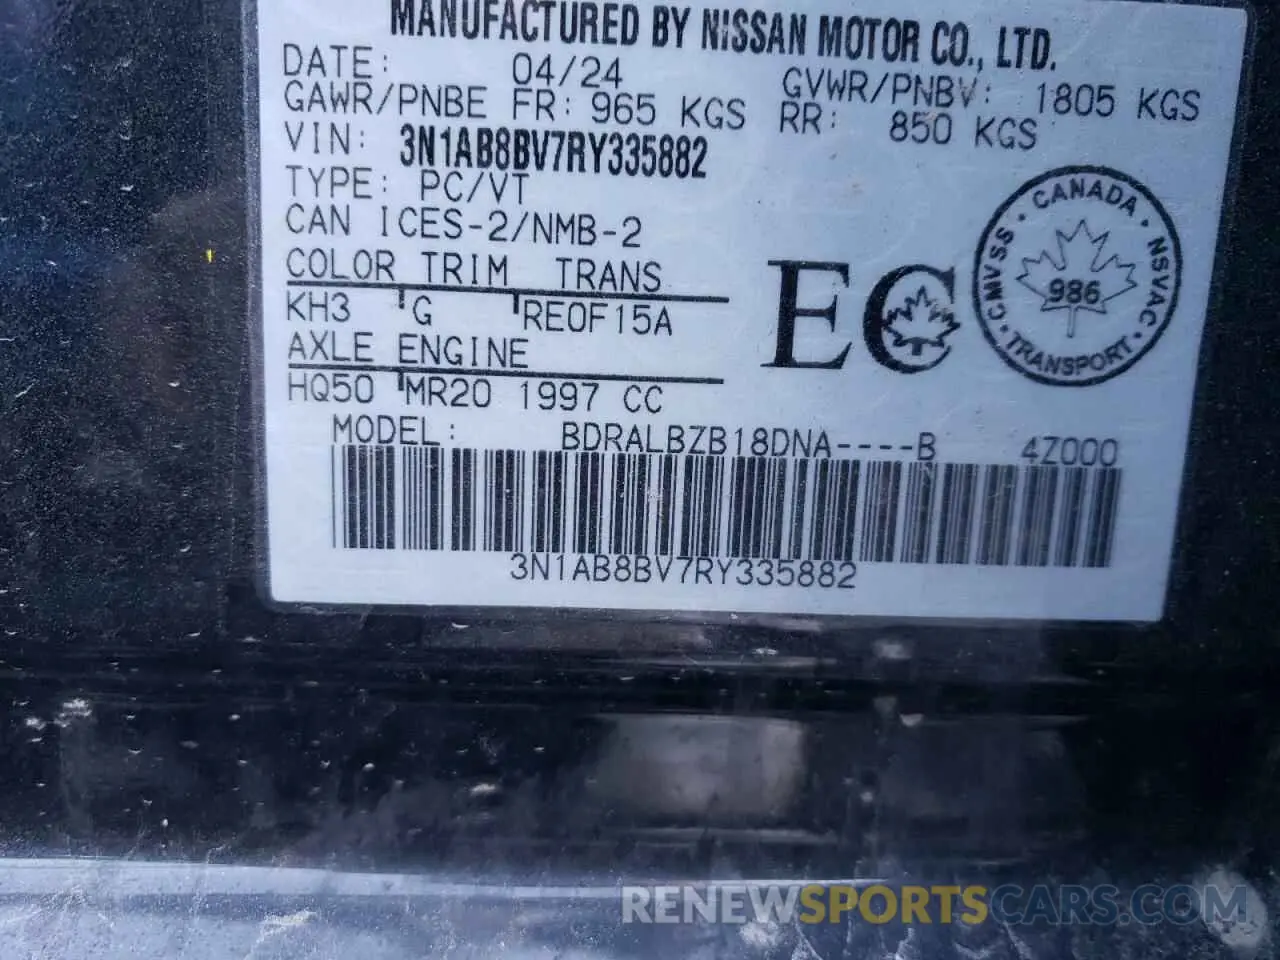 MANUFACTURED BY NISSAN MOTOR CO., LTD.
DATE: 04/24 GVWR/PNBV: 1805 KGS
GAWR/PNBE FR: 965 KGS RR: 850 KGS
VIN: 3N1AB8BV7RY335882
TYPE: PC/VT
CAN ICES-2/NMB-2
COLOR TRIM TRANS
KH3 G RE0F15A
AXLE ENGINE
HQ50 MR20 1997 CC
EC
CANADA · NSVAC · TRANSPORT · CMVSS ·
986
MODEL: BDRALBZB18DNA----B 4Z000
3N1AB8BV7RY335882
RENEWSPORTSCARS.COM